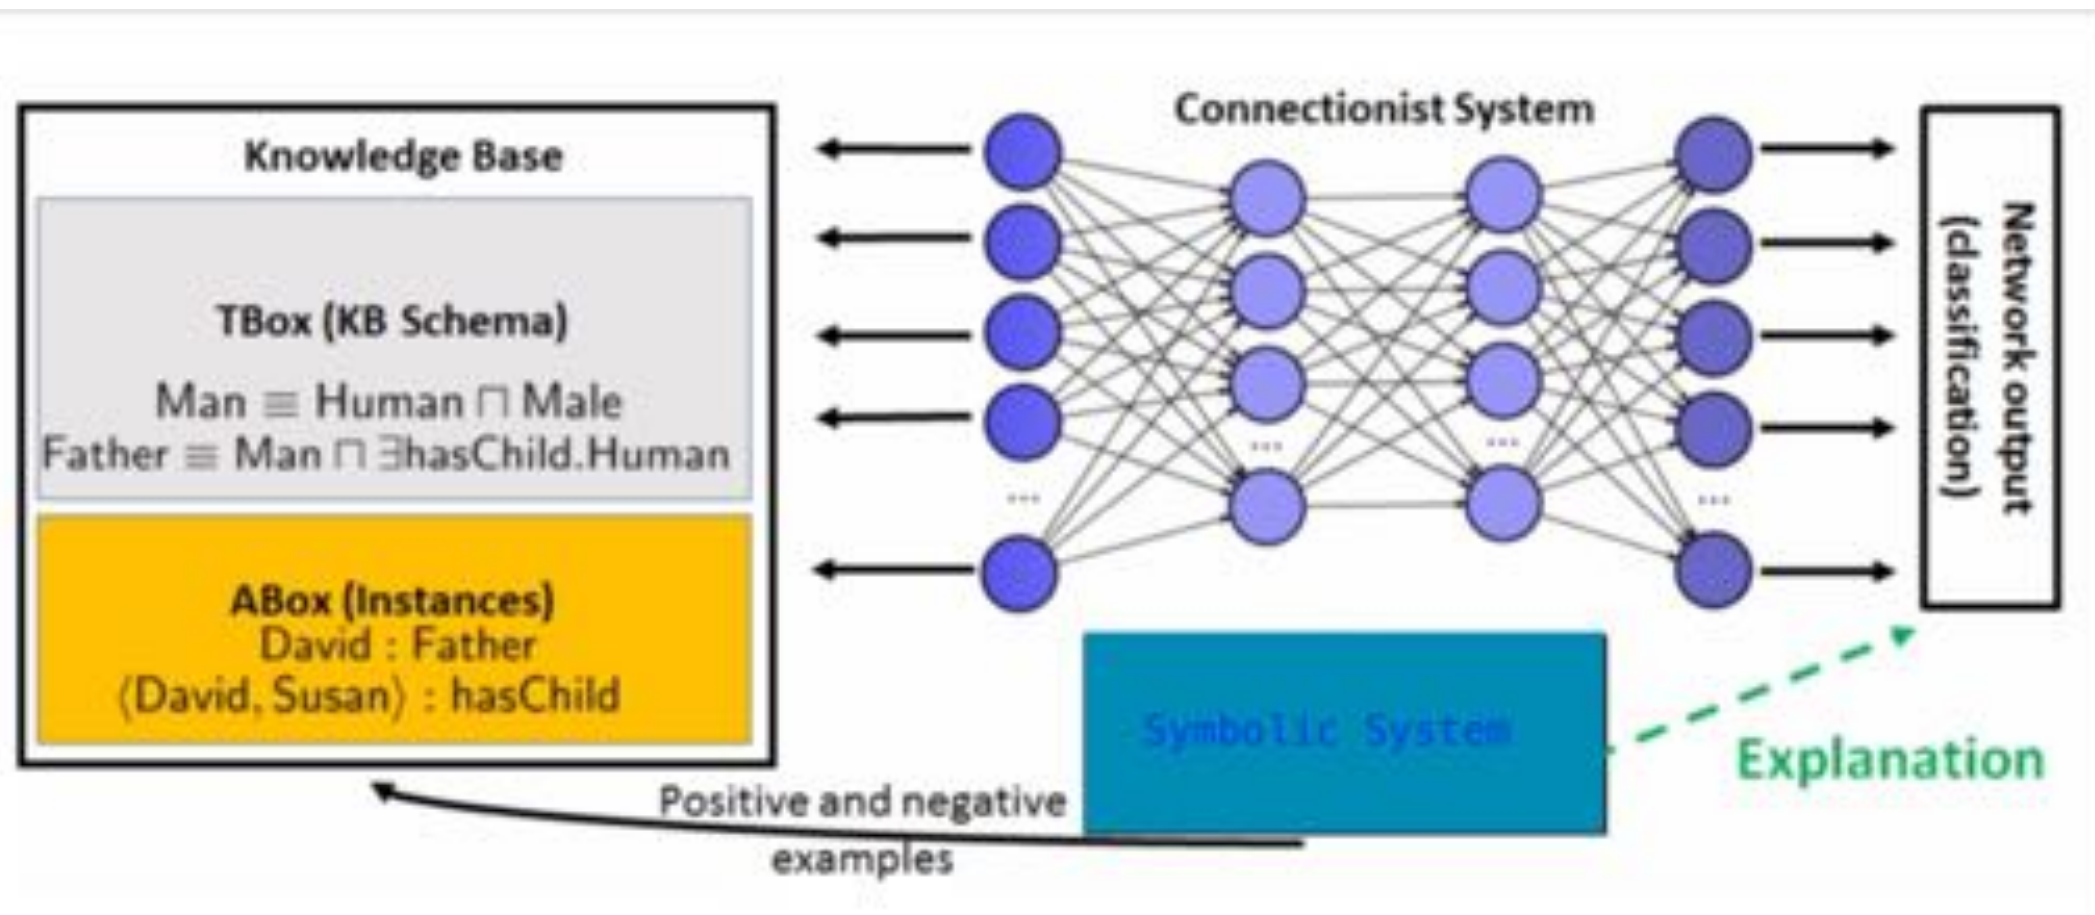 Knowledge Base
TBox (KB Schema)
Man ≡ Human ⊓ Male
Father ≡ Man ⊓ ∃hasChild.Human
ABox (Instances)
David : Father
⟨David, Susan⟩ : hasChild
Connectionist System
...
...
...
...
Network output
(classification)
Symbolic System
Explanation
Positive and negative
examples